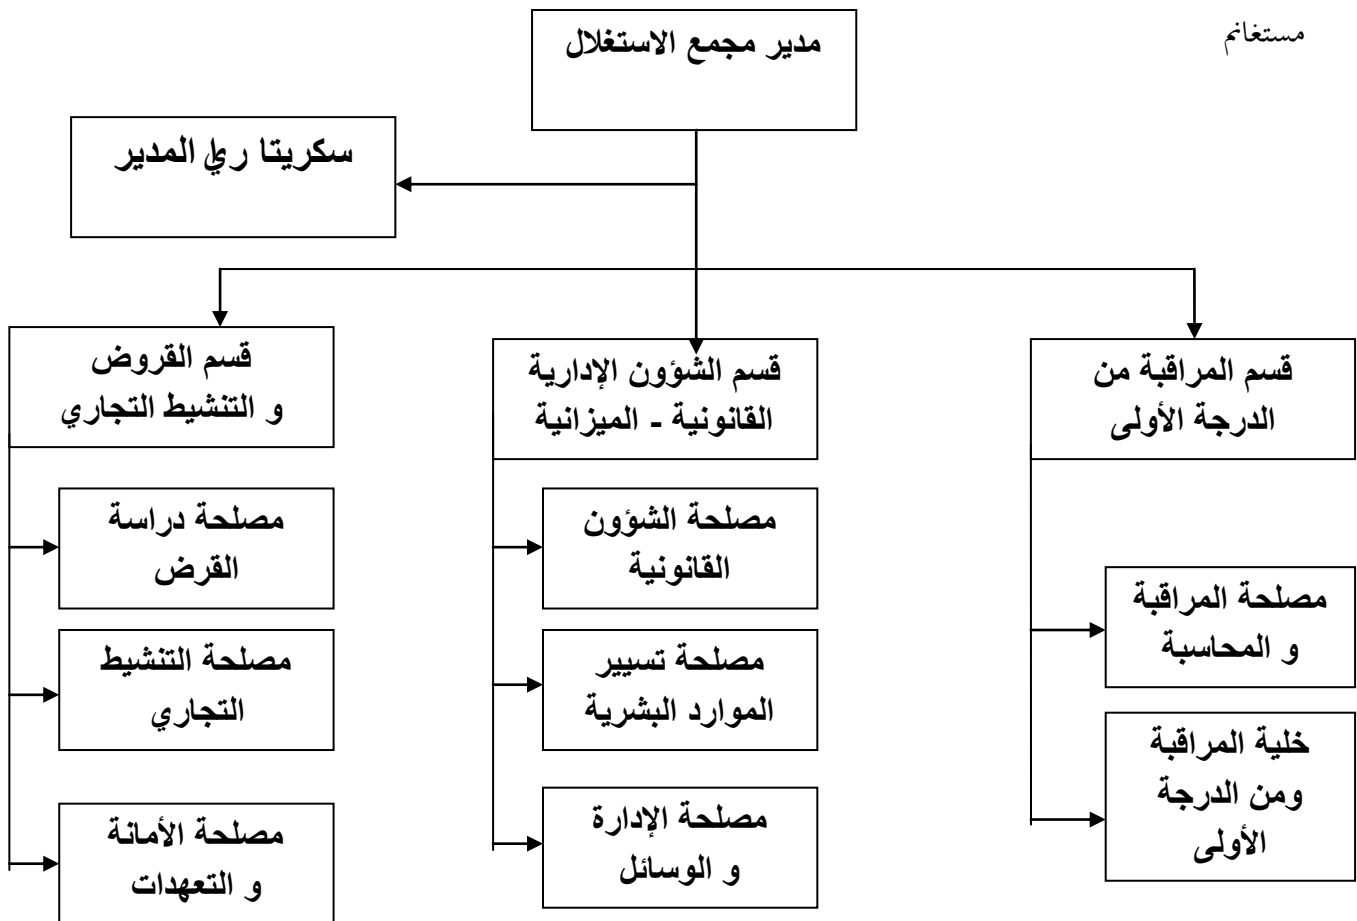 مستغانم
مدير مجمع الاستغلال
سكريتا رية المدير
قسم المراقبة من
الدرجة الأولى
مصلحة المراقبة
و المحاسبة
خلية المراقبة
ومن الدرجة
الأولى
قسم الشؤون الإدارية
القانونية - الميزانية
مصلحة الشؤون
القانونية
مصلحة تسيير
الموارد البشرية
مصلحة الإدارة
و الوسائل
قسم القروض
و التنشيط التجاري
مصلحة دراسة
القرض
مصلحة التنشيط
التجاري
مصلحة الأمانة
و التعهدات